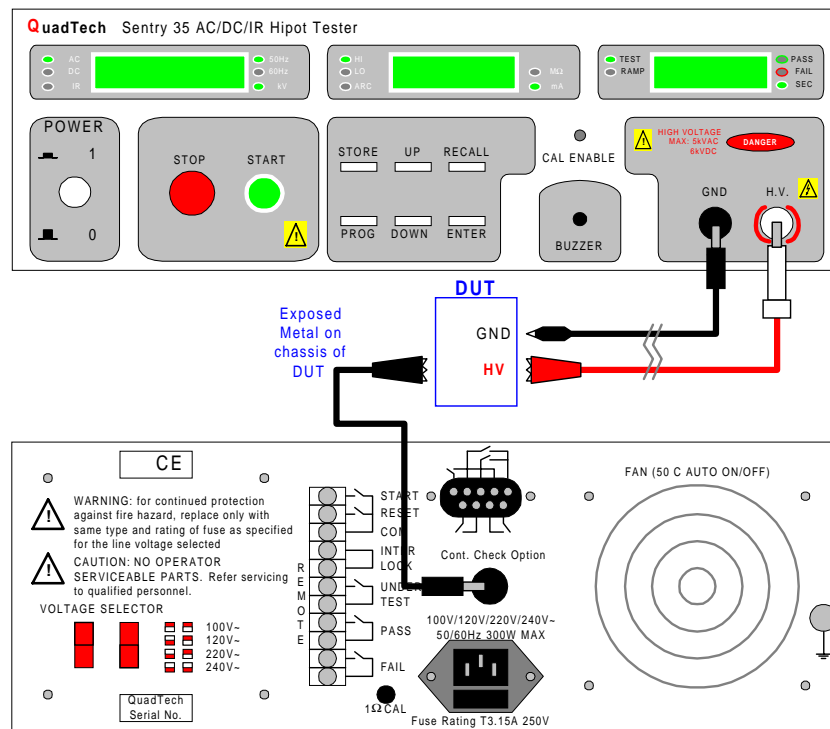 QuadTech Sentry 35 AC/DC/IR Hipot Tester
AC
DC
IR
50Hz
60Hz
kV
HI
LO
ARC
MΩ
mA
TEST
RAMP
PASS
FAIL
SEC
POWER
1
0
STOP
START
STORE UP RECALL
PROG DOWN ENTER
CAL ENABLE
BUZZER
HIGH VOLTAGE
MAX: 5kVAC
6kVDC
DANGER
GND
H.V.
DUT
GND
HV
Exposed
Metal on
chassis of
DUT
CE
WARNING: for continued protection
against fire hazard, replace only with
same type and rating of fuse as specified
for the line voltage selected
CAUTION: NO OPERATOR
SERVICEABLE PARTS. Refer servicing
to qualified personnel.
VOLTAGE SELECTOR
100V~
120V~
220V~
240V~
QuadTech
Serial No.
REMOTE
START
RESET
COM
INTER
LOCK
UNDER
TEST
PASS
FAIL
1Ω CAL
Cont. Check Option
100V/120V/220V/240V~
50/60Hz 300W MAX
Fuse Rating T3.15A 250V
FAN (50 C AUTO ON/OFF)